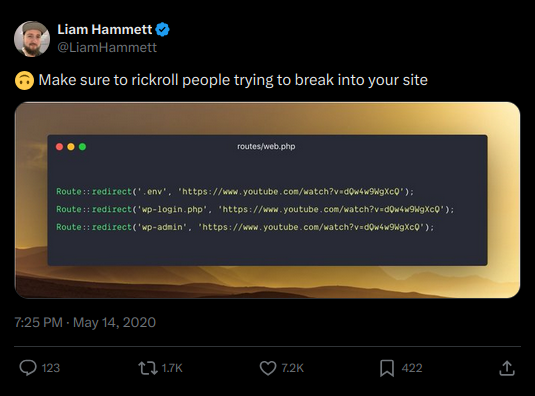 Liam Hammett
@LiamHammett
🙃 Make sure to rickroll people trying to break into your site
routes/web.php
Route::redirect('.env', 'https://www.youtube.com/watch?v=dQw4w9WgXcQ');
Route::redirect('wp-login.php', 'https://www.youtube.com/watch?v=dQw4w9WgXcQ');
Route::redirect('wp-admin', 'https://www.youtube.com/watch?v=dQw4w9WgXcQ');
7:25 PM · May 14, 2020
123 1.7K 7.2K 422